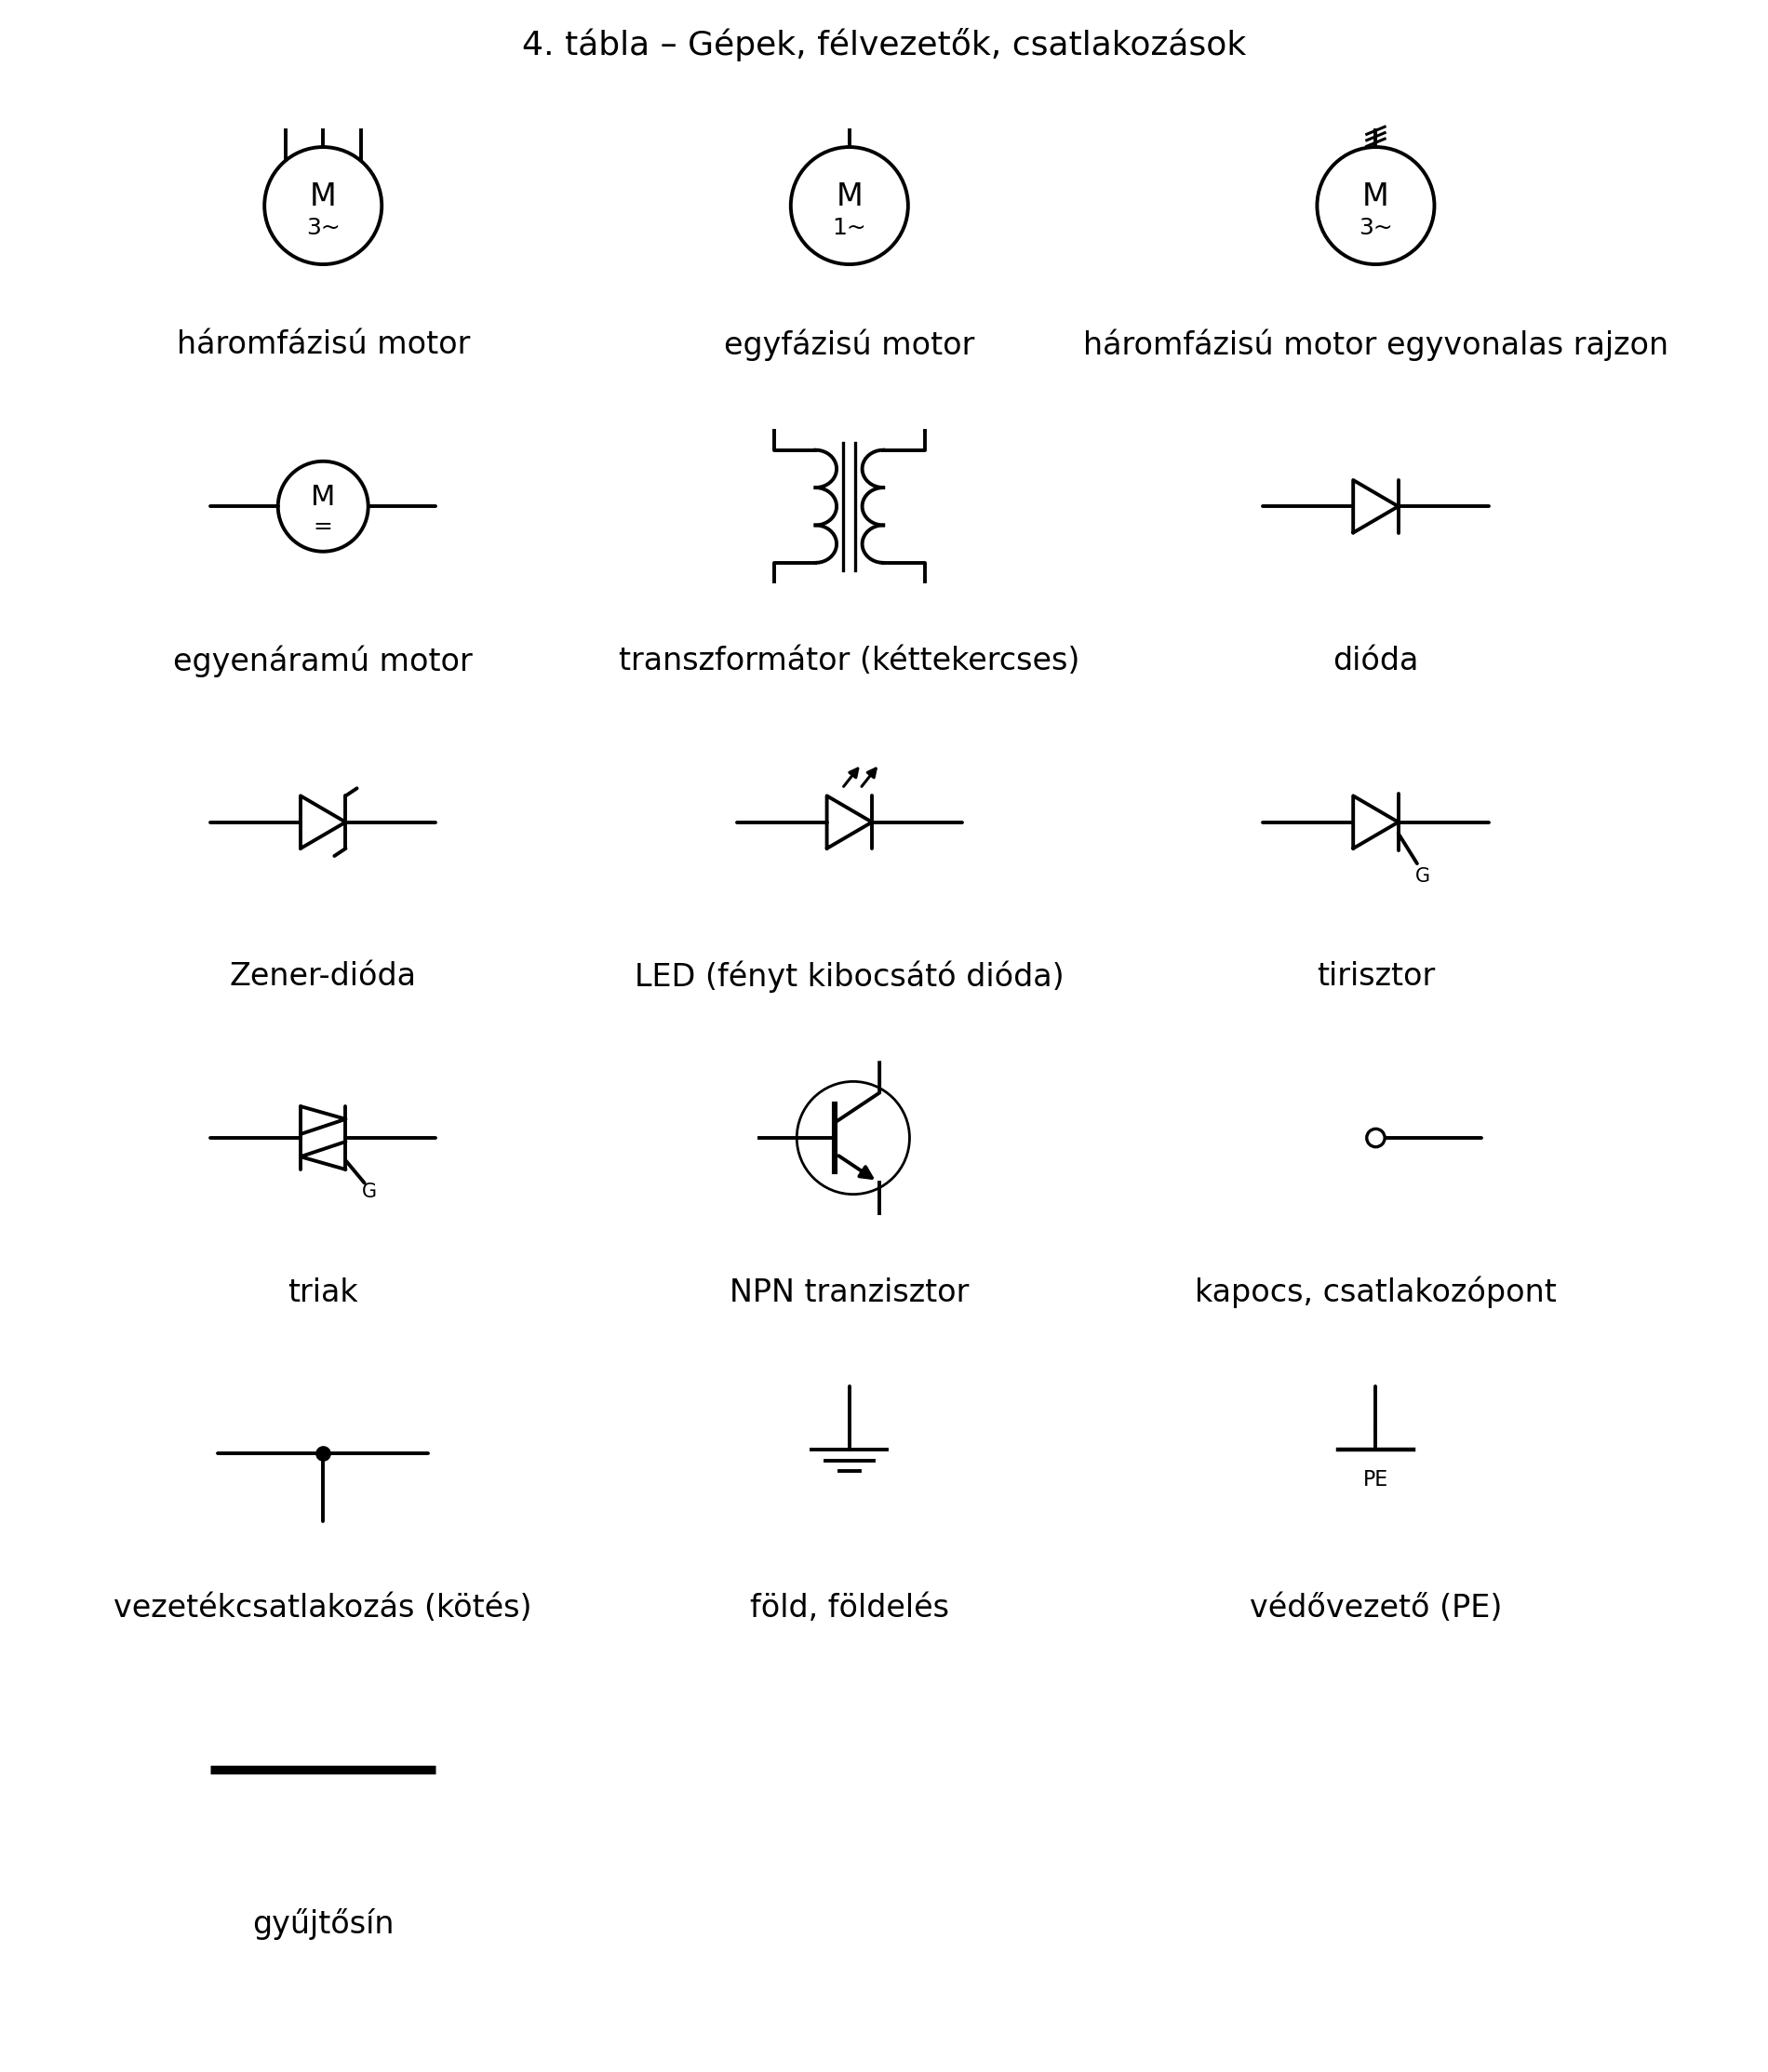 4. tábla – Gépek, félvezetők, csatlakozások
M
3~
M
1~
M
3~
háromfázisú motor
egyfázisú motor
háromfázisú motor egyvonalas rajzon
M
=
egyenáramú motor
transzformátor (kéttekercses)
dióda
G
Zener-dióda
LED (fényt kibocsátó dióda)
tirisztor
G
triak
NPN tranzisztor
kapocs, csatlakozópont
PE
vezetékcsatlakozás (kötés)
föld, földelés
védővezető (PE)
gyűjtősín